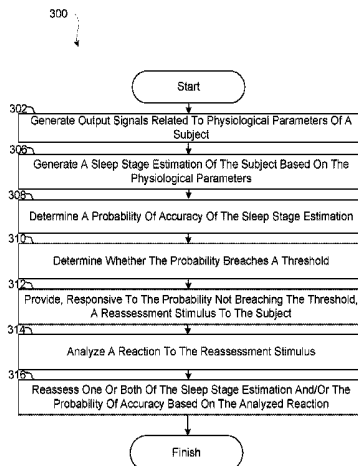 300
Start
302
Generate Output Signals Related To Physiological Parameters Of A
Subject
306
Generate A Sleep Stage Estimation Of The Subject Based On The
Physiological Parameters
308
Determine A Probability Of Accuracy Of The Sleep Stage Estimation
310
Determine Whether The Probability Breaches A Threshold
312
Provide, Responsive To The Probability Not Breaching The Threshold,
A Reassessment Stimulus To The Subject
314
Analyze A Reaction To The Reassessment Stimulus
316
Reassess One Or Both Of The Sleep Stage Estimation And/Or The
Probability Of Accuracy Based On The Analyzed Reaction
Finish